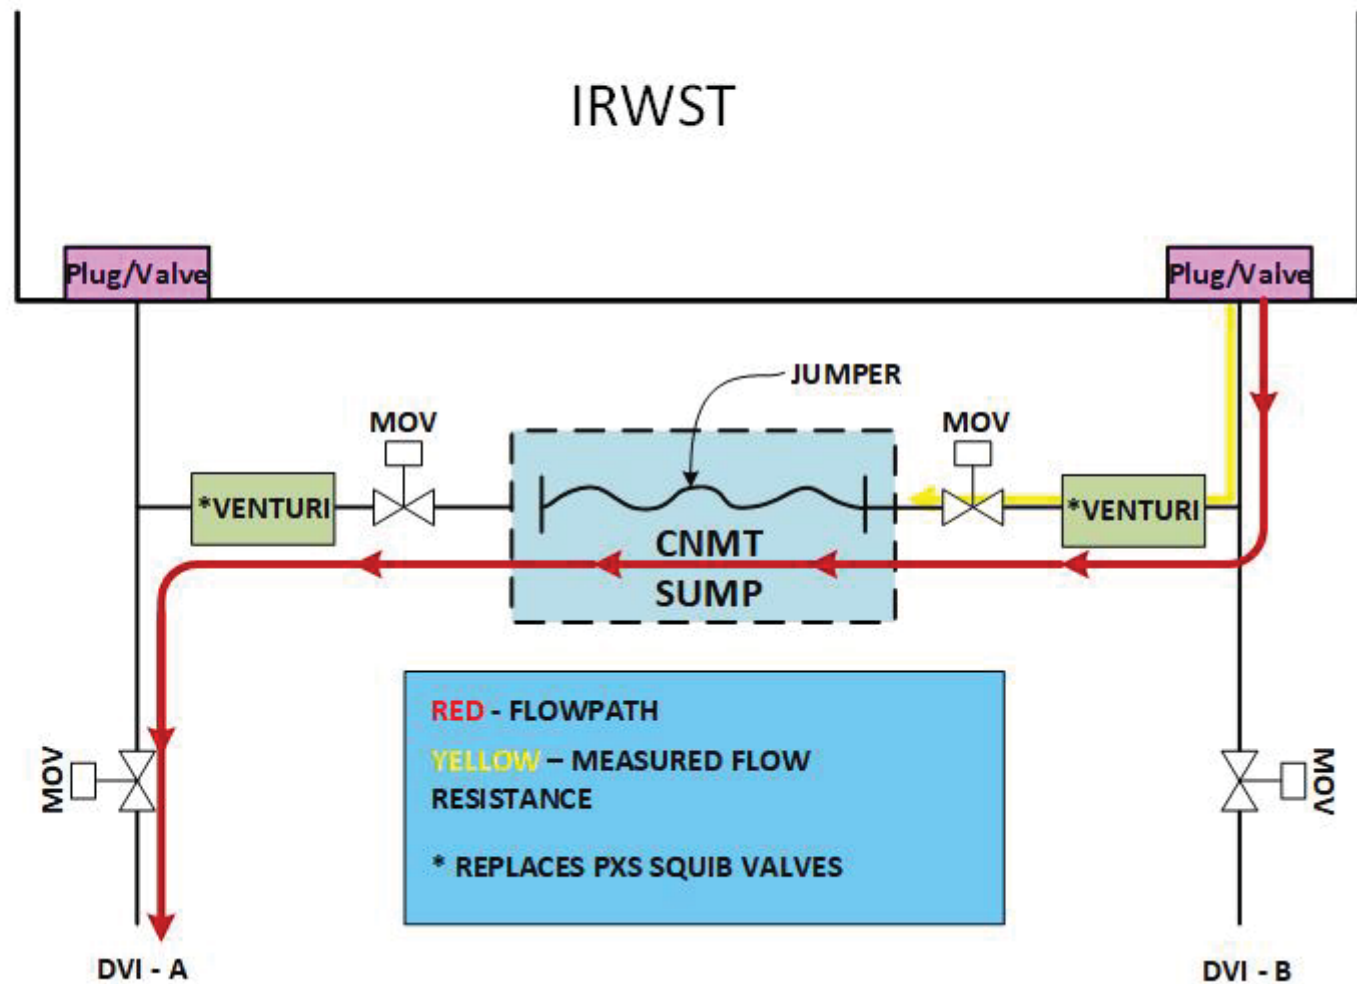 IRWST
Plug/Valve
Plug/Valve
JUMPER
MOV
MOV
*VENTURI
*VENTURI
CNMT
SUMP
RED - FLOWPATH
YELLOW – MEASURED FLOW
RESISTANCE
* REPLACES PXS SQUIB VALVES
MOV
MOV
DVI - A
DVI - B